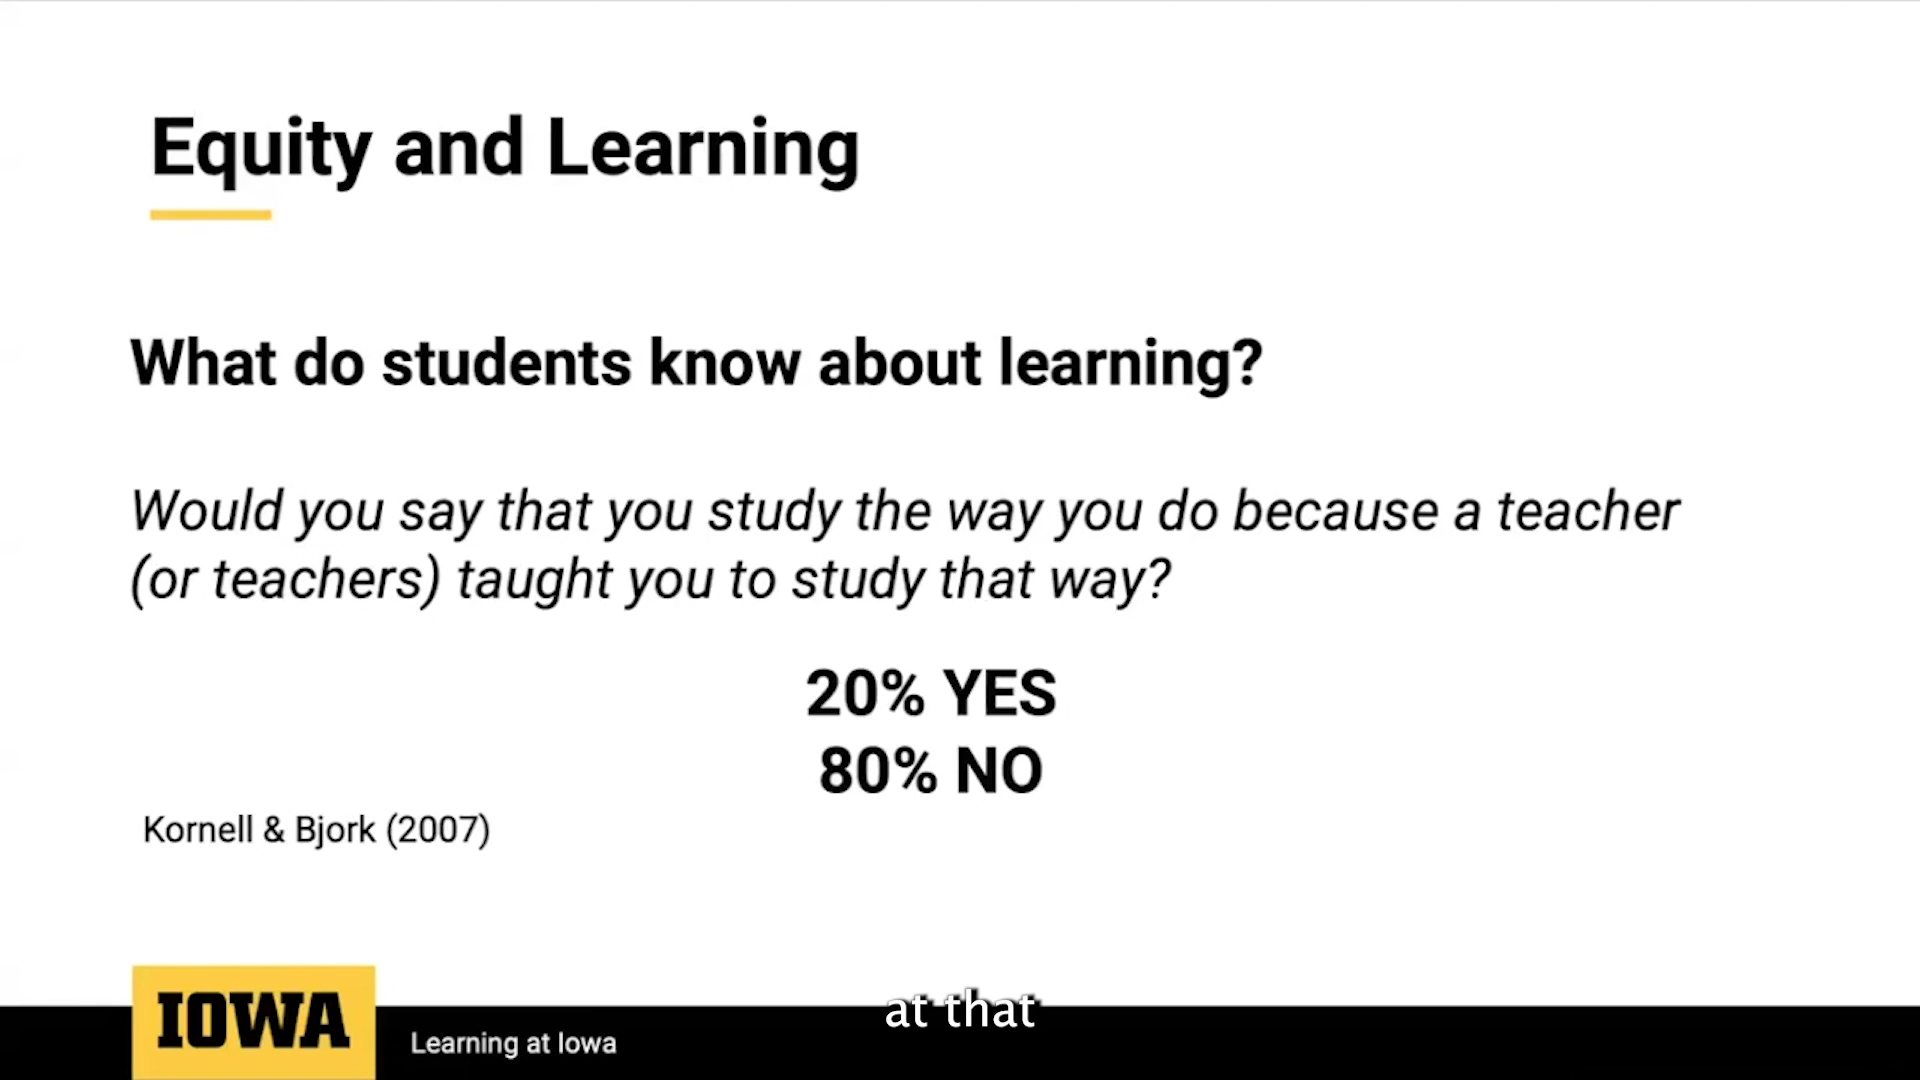 Equity and Learning
What do students know about learning?
Would you say that you study the way you do because a teacher
(or teachers) taught you to study that way?
20% YES
80% NO
Kornell & Bjork (2007)
at that
IOWA
Learning at Iowa